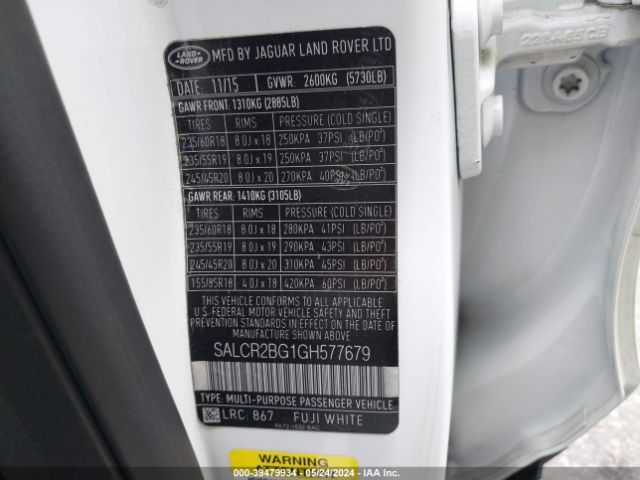 LAND ROVER MFD BY JAGUAR LAND ROVER LTD
DATE: 11/15 GVWR: 2600KG (5730LB)
GAWR FRONT: 1310KG (2885LB)
TIRES RIMS PRESSURE (COLD SINGLE)
235/60R18 8.0J x 18 250KPA 37PSI (LB/PO²)
235/55R19 8.0J x 19 250KPA 37PSI (LB/PO²)
245/45R20 8.0J x 20 270KPA 40PSI (LB/PO²)
GAWR REAR: 1410KG (3105LB)
TIRES RIMS PRESSURE (COLD SINGLE)
235/60R18 8.0J x 18 280KPA 41PSI (LB/PO²)
235/55R19 8.0J x 19 290KPA 43PSI (LB/PO²)
245/45R20 8.0J x 20 310KPA 45PSI (LB/PO²)
155/85R18 4.0J x 18 420KPA 60PSI (LB/PO²)
THIS VEHICLE CONFORMS TO ALL APPLICABLE
U.S. FEDERAL MOTOR VEHICLE SAFETY AND THEFT
PREVENTION STANDARDS IN EFFECT ON THE DATE
OF MANUFACTURE SHOWN ABOVE.
SALCR2BG1GH577679
TYPE: MULTI-PURPOSE PASSENGER VEHICLE
LRC: 867 FUJI WHITE
WARNING
39479934 - 05/24/2024 - IAAI.com